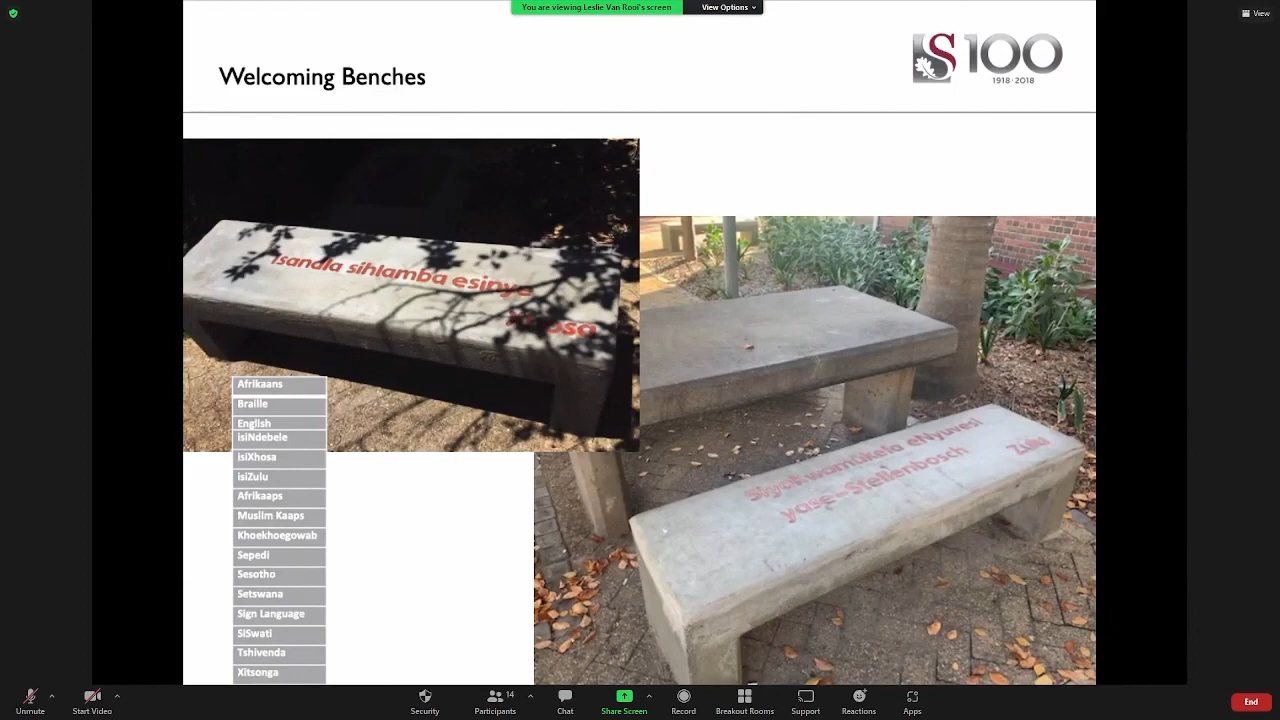 You are viewing Leslie Van Rooi's screen
View Options
View
Welcoming Benches
S100
1918·2018
Isandla sihlamba esinye
Xhosa
Siyakwemukela eNyuvesi
yase-Stellenbosch
Zulu
Afrikaans
Braille
English
isiNdebele
isiXhosa
isiZulu
Afrikaaps
Muslim Kaaps
Khoekhoegowab
Sepedi
Sesotho
Setswana
Sign Language
SiSwati
Tshivenda
Xitsonga
Unmute
Start Video
Security
Participants
14
Chat
Share Screen
Record
Breakout Rooms
Support
Reactions
Apps
End